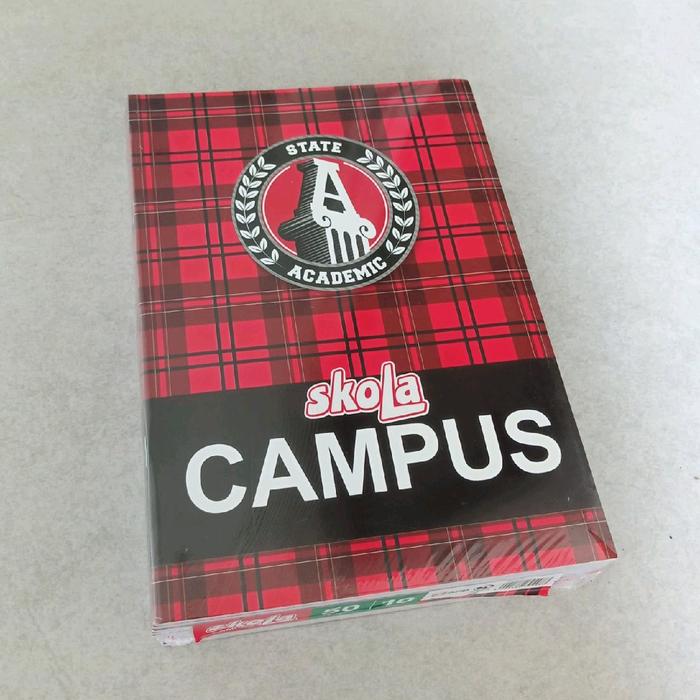 STATE
A
ACADEMIC
skola
CAMPUS
skola 50 10